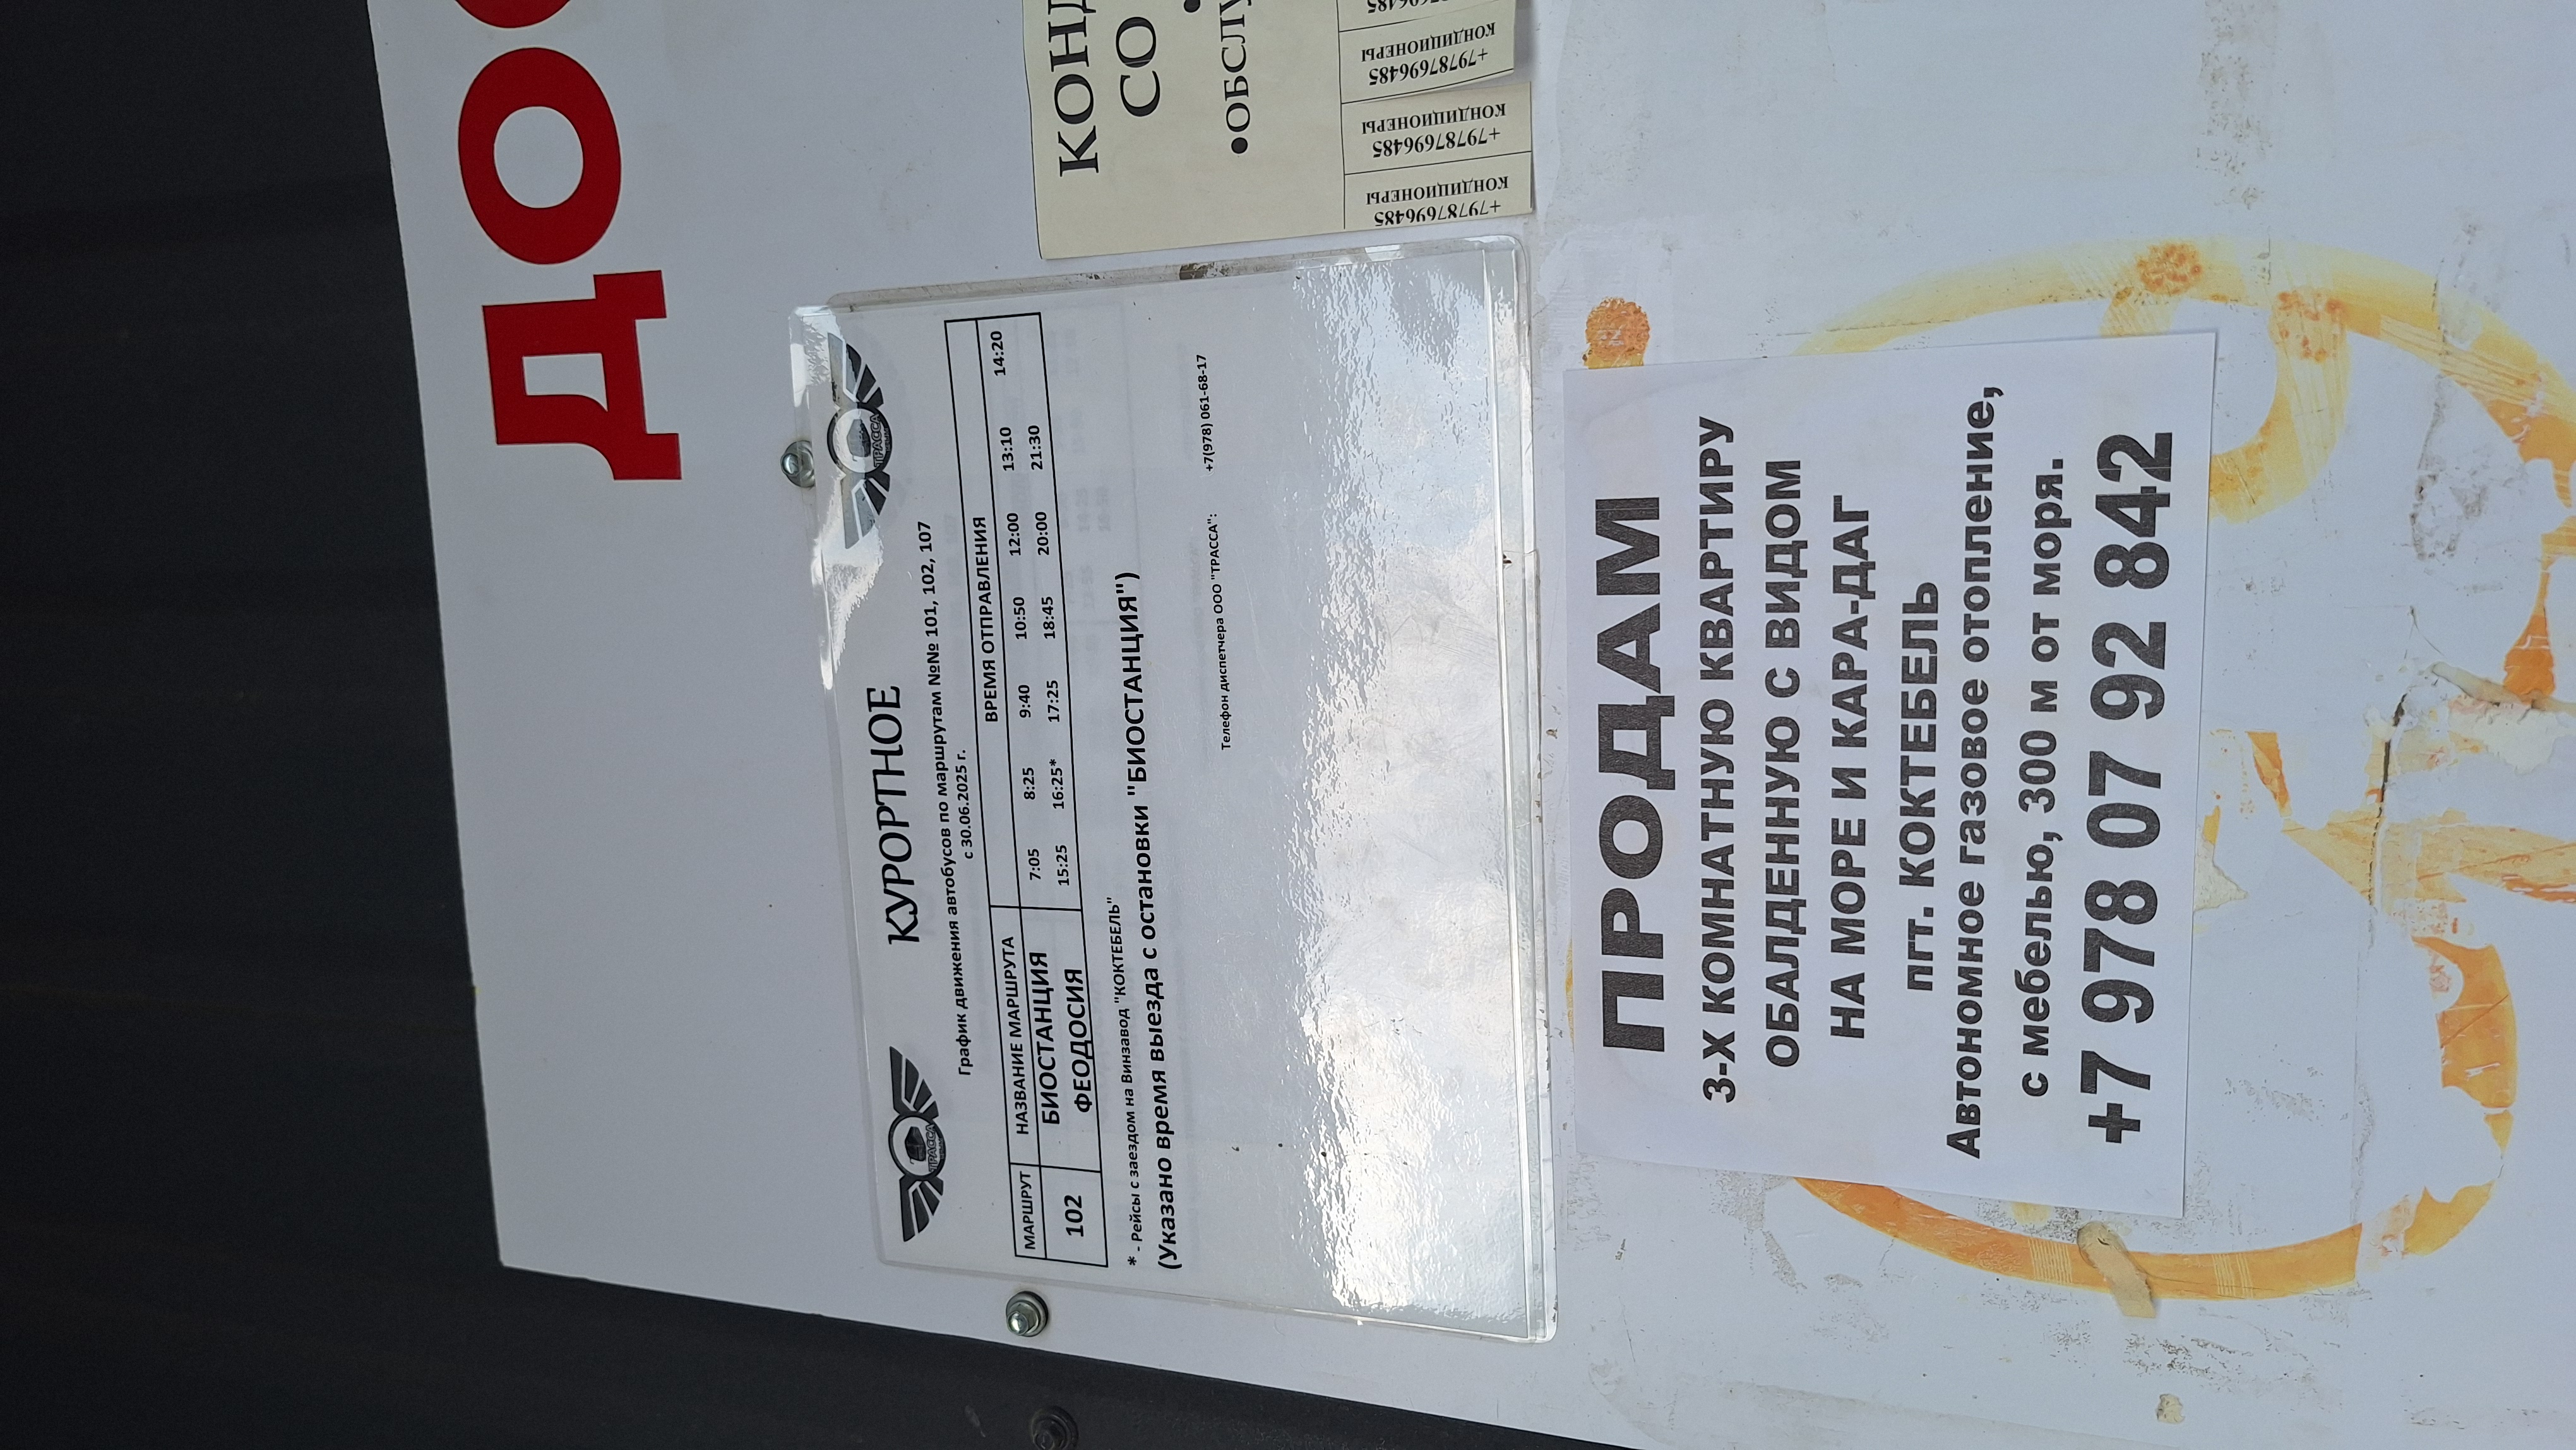 ДО
КОНД
СО
•ОБСЛУ
+79787696485
КОНДИЦИОНЕРЫ
+79787696485
КОНДИЦИОНЕРЫ
+79787696485
КОНДИЦИОНЕРЫ
ТРАССА
КУРОРТНОЕ
ТРАССА
График движения автобусов по маршрутам №№ 101, 102, 107
с 30.06.2025 г.
МАРШРУТ НАЗВАНИЕ МАРШРУТА ВРЕМЯ ОТПРАВЛЕНИЯ
102 БИОСТАНЦИЯ 7:05 8:25 9:40 10:50 12:00 13:10 14:20
ФЕОДОСИЯ 15:25 16:25* 17:25 18:45 20:00 21:30
* - Рейсы с заездом на Винзавод "КОКТЕБЕЛЬ"
(Указано время выезда с остановки "БИОСТАНЦИЯ")
Телефон диспетчера ООО "ТРАССА": +7(978) 061-68-17
ПРОДАМ
3-Х КОМНАТНУЮ КВАРТИРУ
ОБАЛДЕННУЮ С ВИДОМ
НА МОРЕ И КАРА-ДАГ
пгт. КОКТЕБЕЛЬ
Автономное газовое отопление,
с мебелью, 300 м от моря.
+7 978 07 92 842